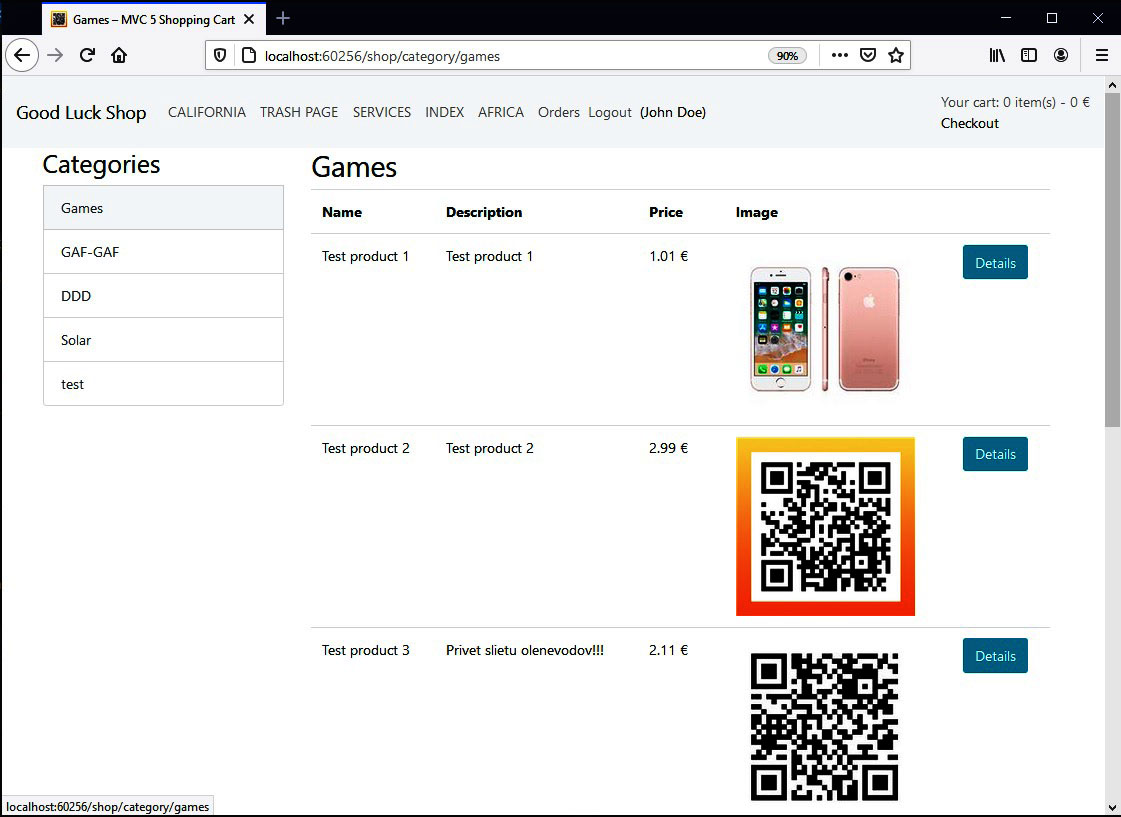 Games – MVC 5 Shopping Cart
localhost:60256/shop/category/games
90%
Good Luck Shop CALIFORNIA TRASH PAGE SERVICES INDEX AFRICA Orders Logout (John Doe)
Your cart: 0 item(s) - 0 €
Checkout
Categories
Games
GAF-GAF
DDD
Solar
test
Games
Name Description Price Image
Test product 1 Test product 1 1.01 € Details
iPhone
Test product 2 Test product 2 2.99 € Details
Test product 3 Privet slietu olenevodov!!! 2.11 € Details
localhost:60256/shop/category/games